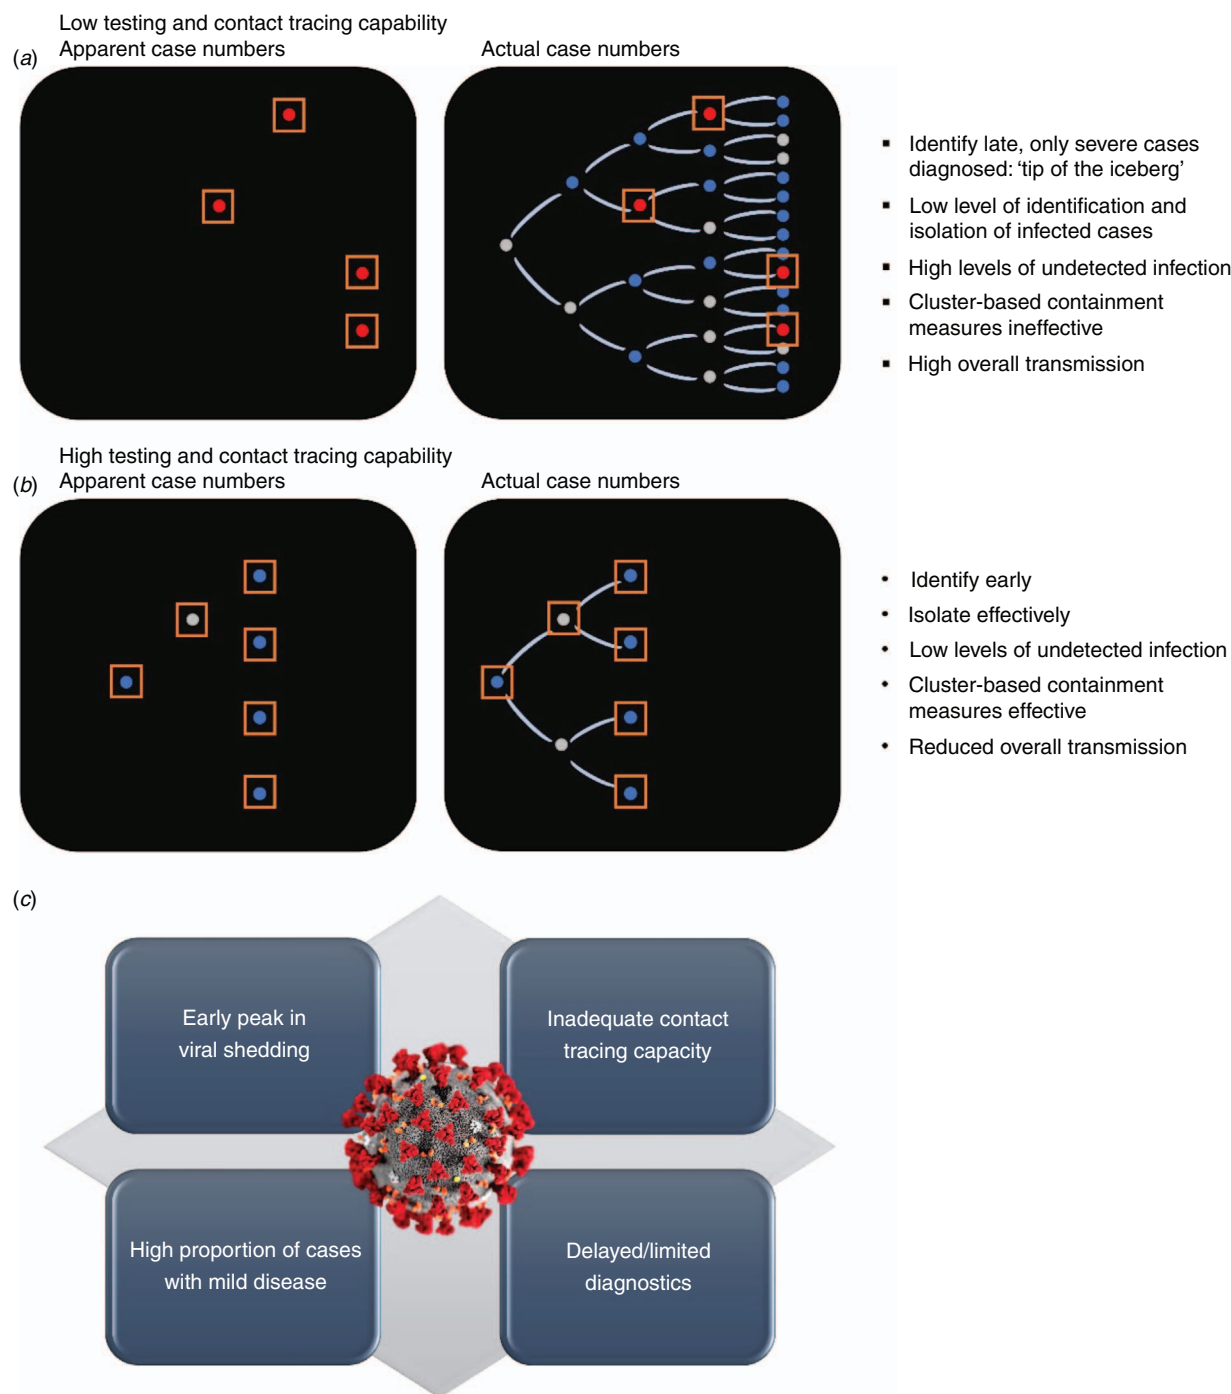 Low testing and contact tracing capability
(a) Apparent case numbers
Actual case numbers
▪ Identify late, only severe cases
diagnosed: ‘tip of the iceberg’
▪ Low level of identification and
isolation of infected cases
▪ High levels of undetected infection
▪ Cluster-based containment
measures ineffective
▪ High overall transmission
High testing and contact tracing capability
(b) Apparent case numbers
Actual case numbers
• Identify early
• Isolate effectively
• Low levels of undetected infection
• Cluster-based containment
measures effective
• Reduced overall transmission
(c)
Early peak in
viral shedding
Inadequate contact
tracing capacity
High proportion of cases
with mild disease
Delayed/limited
diagnostics